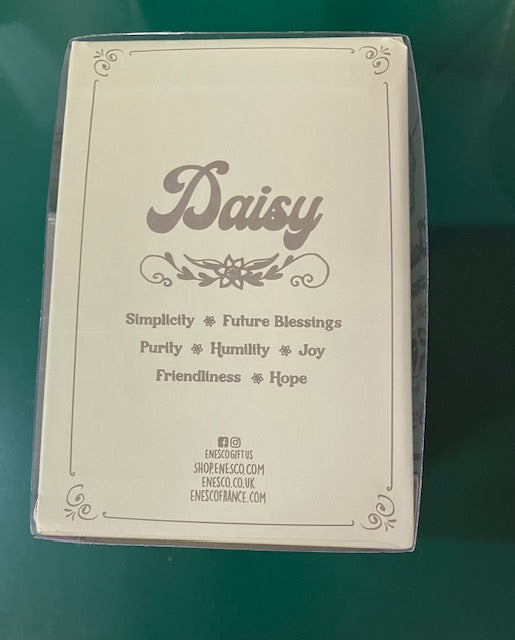 Daisy
Simplicity ❀ Future Blessings
Purity ❀ Humility ❀ Joy
Friendliness ❀ Hope
ENESCOGIFTUS
SHOP.ENESCO.COM
ENESCO.CO.UK
ENESCOFRANCE.COM